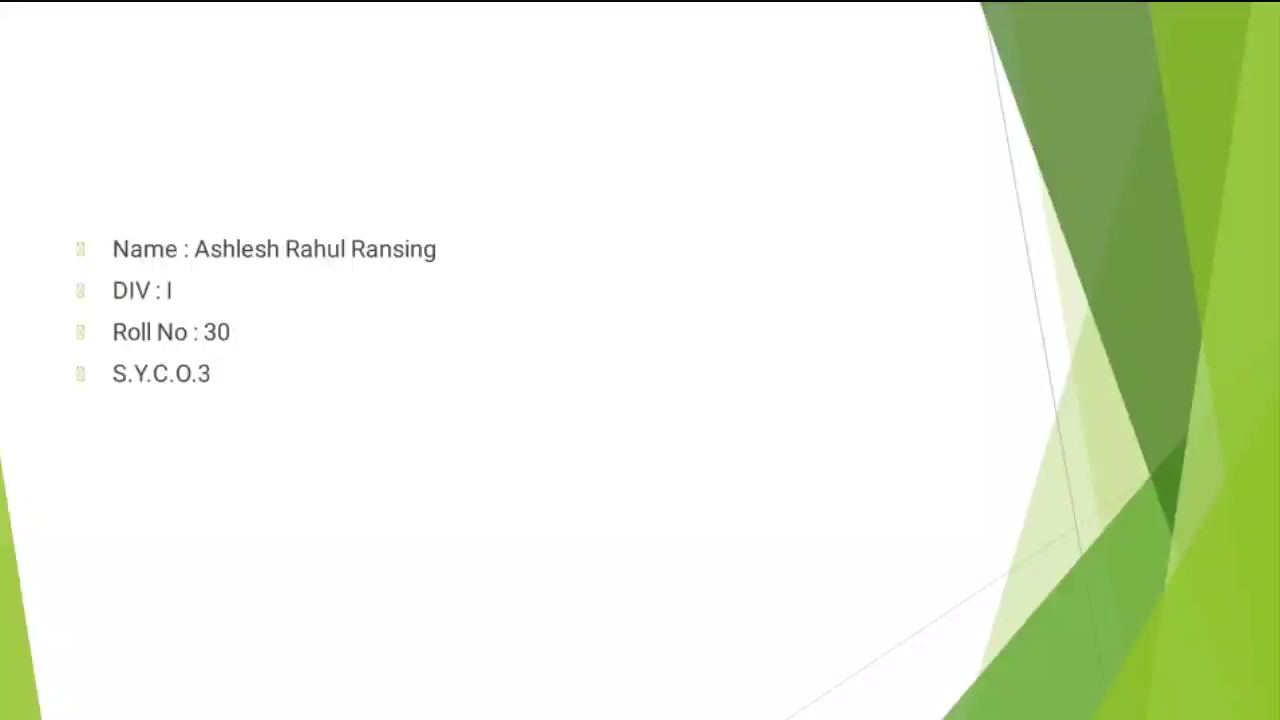 Name : Ashlesh Rahul Ransing
DIV : I
Roll No : 30
S.Y.C.O.3